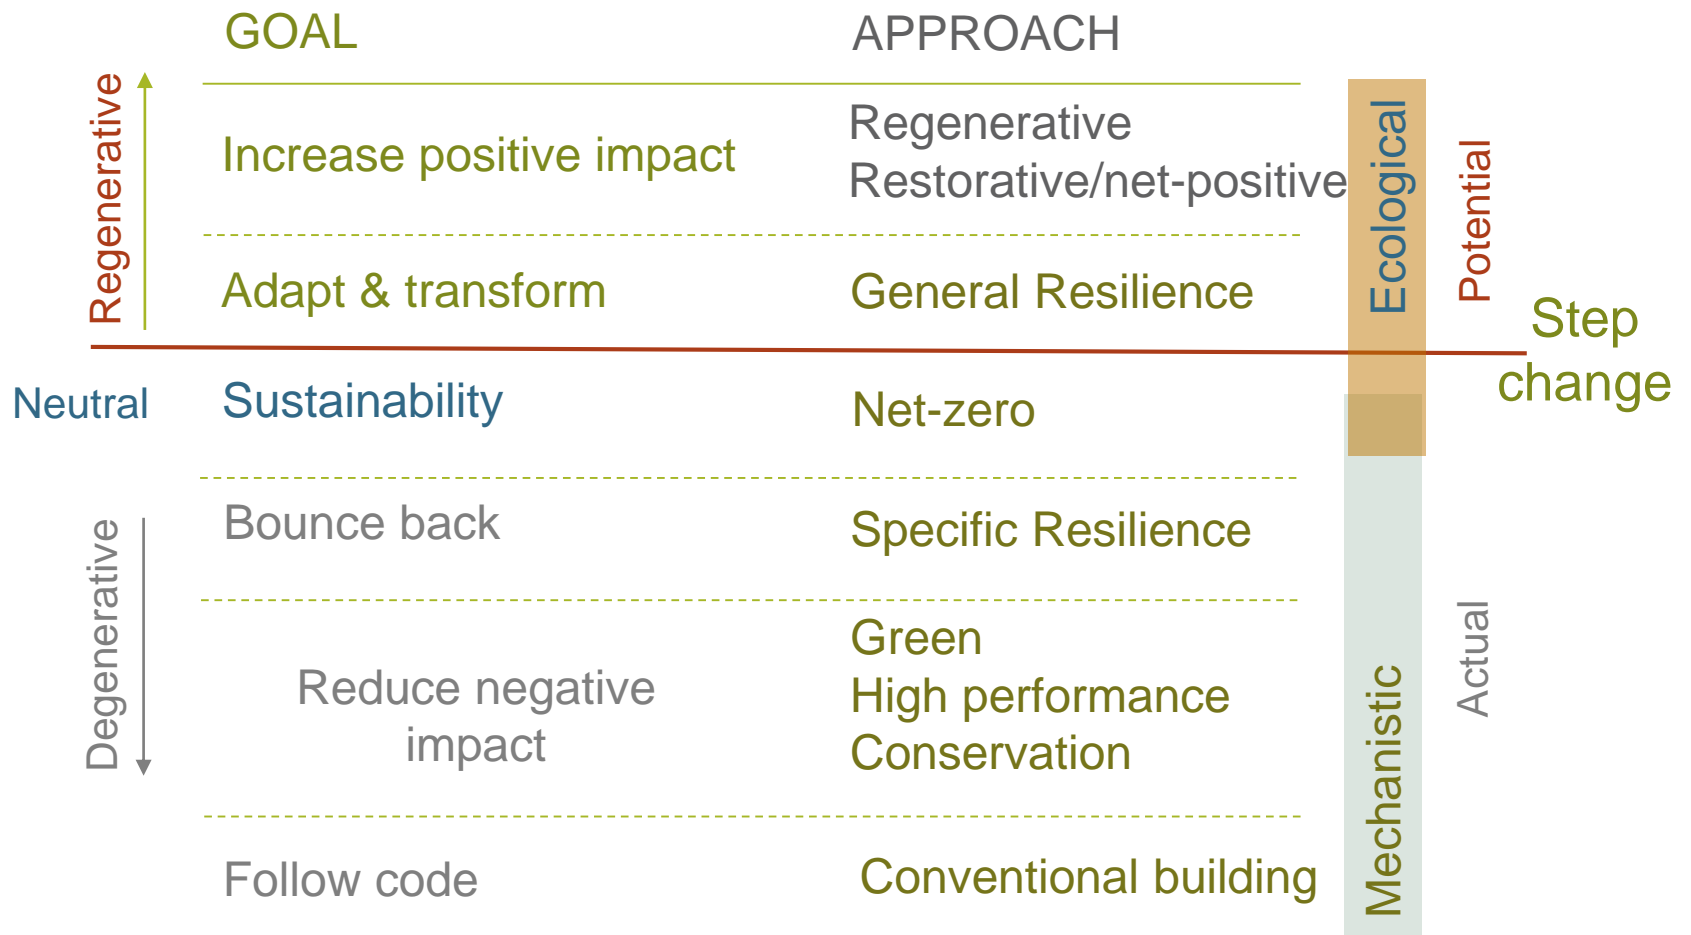 GOAL
APPROACH
Regenerative
Increase positive impact
Regenerative
Restorative/net-positive
Ecological
Potential
Adapt & transform
General Resilience
Step
change
Neutral
Sustainability
Net-zero
Degenerative
Bounce back
Specific Resilience
Reduce negative
impact
Green
High performance
Conservation
Mechanistic
Actual
Follow code
Conventional building